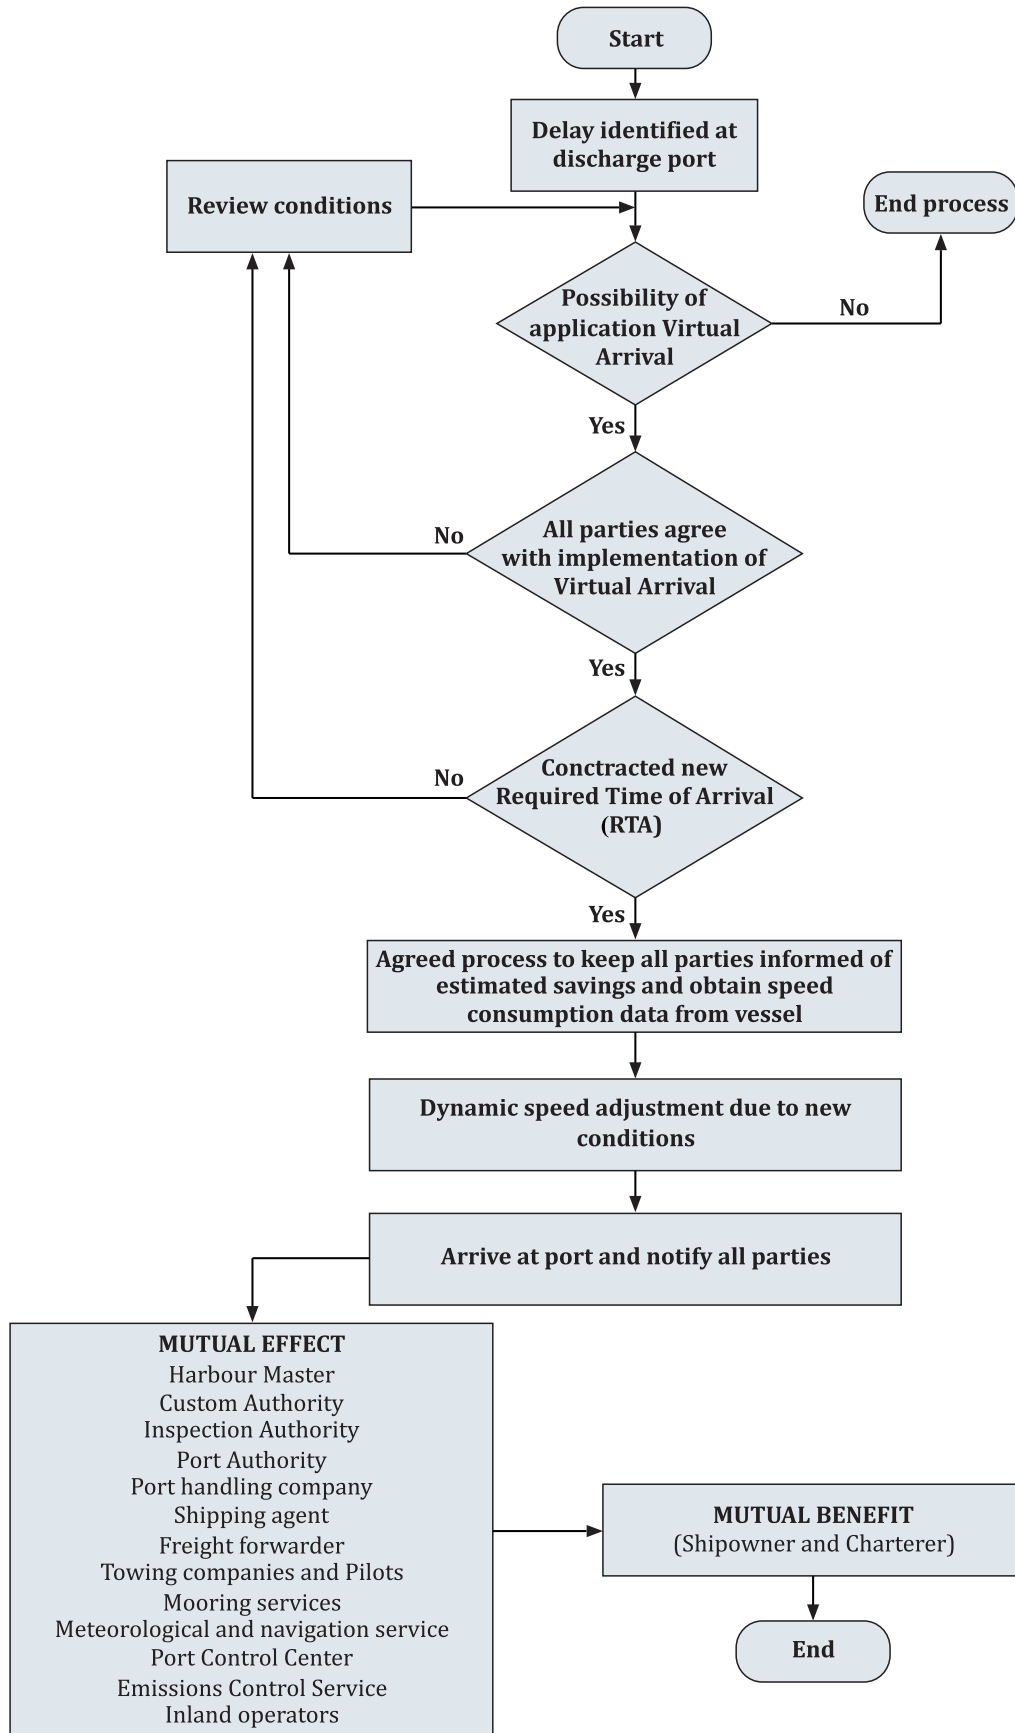 Start
Delay identified at
discharge port
Review conditions
End process
Possibility of
application Virtual
Arrival
No
Yes
All parties agree
with implementation of
Virtual Arrival
No
Yes
Conctracted new
Required Time of Arrival
(RTA)
No
Yes
Agreed process to keep all parties informed of
estimated savings and obtain speed
consumption data from vessel
Dynamic speed adjustment due to new
conditions
Arrive at port and notify all parties
MUTUAL EFFECT
Harbour Master
Custom Authority
Inspection Authority
Port Authority
Port handling company
Shipping agent
Freight forwarder
Towing companies and Pilots
Mooring services
Meteorological and navigation service
Port Control Center
Emissions Control Service
Inland operators
MUTUAL BENEFIT
(Shipowner and Charterer)
End